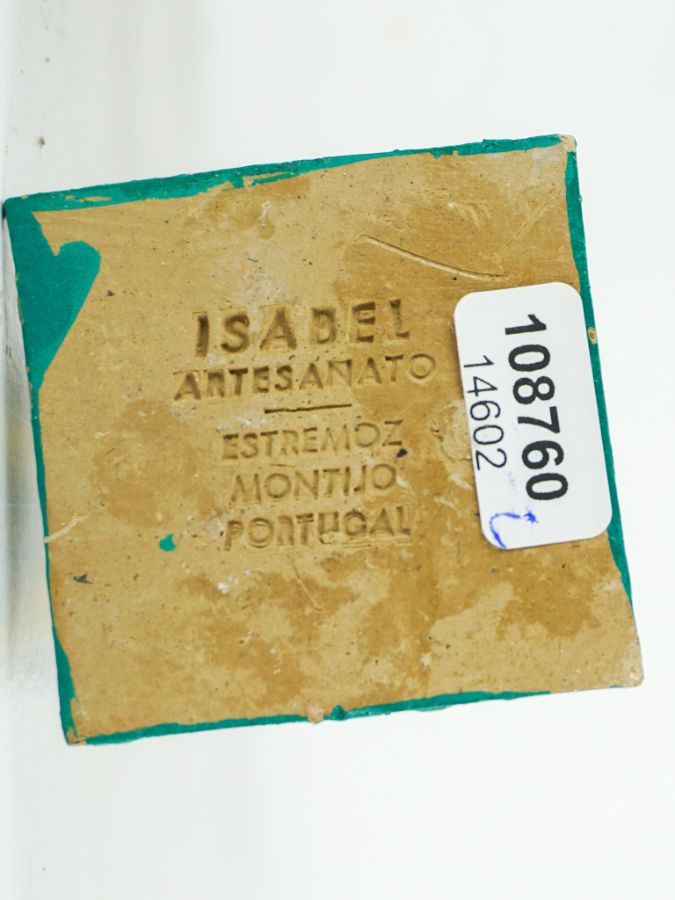 ISABEL
ARTESANATO
ESTREMOZ
MONTIJO
PORTUGAL
108760
14602